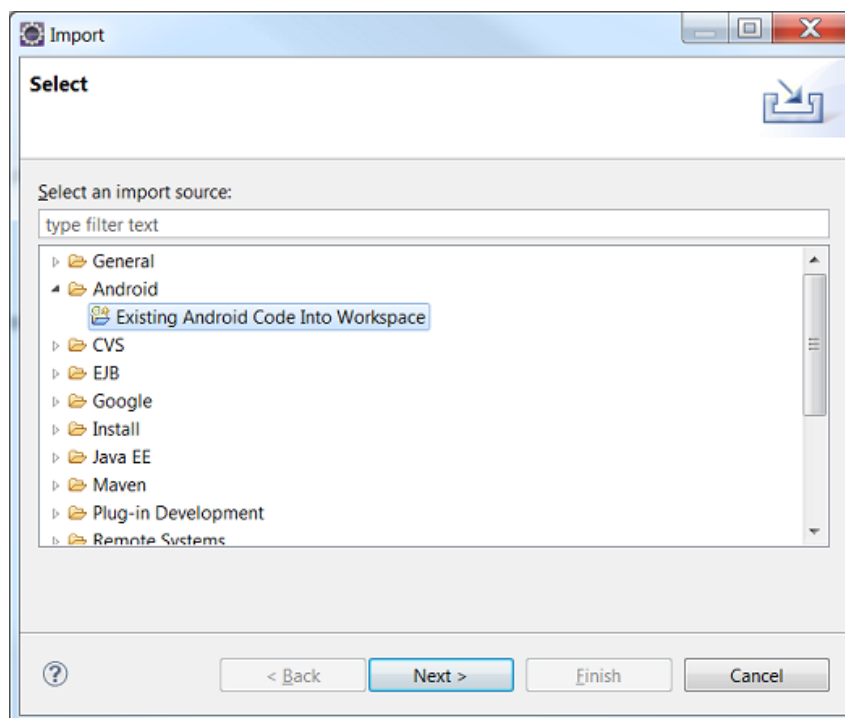 Import
Select
Select an import source:
type filter text
General
Android
Existing Android Code Into Workspace
CVS
EJB
Google
Install
Java EE
Maven
Plug-in Development
Remote Systems
< Back Next > Finish Cancel